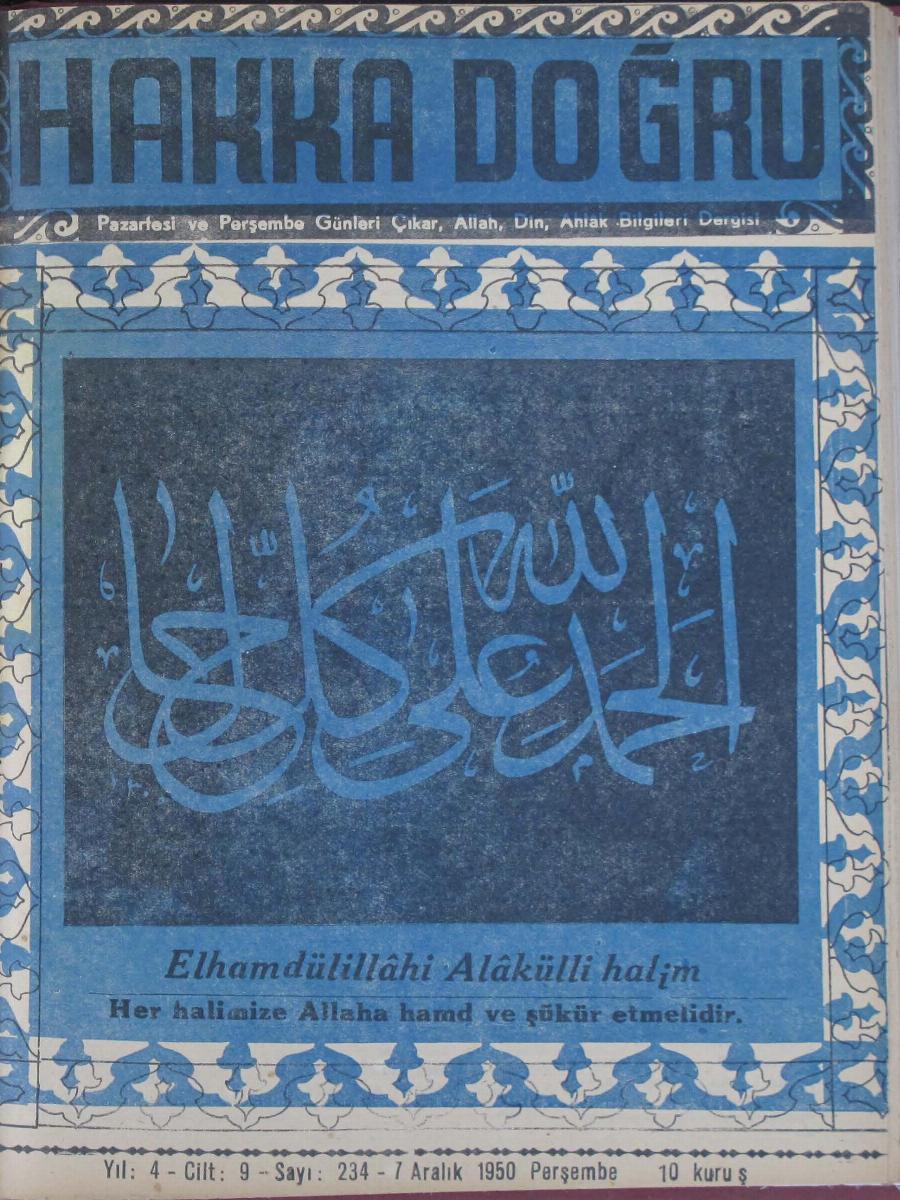 HAKKA DOĞRU
Pazartesi ve Perşembe Günleri Çıkar, Allah, Din, Ahlak Bilgileri Dergisi
الحمد لله على كل حال
Elhamdülillâhi Alâkülli halim
Her halimize Allaha hamd ve şükür etmelidir.
Yıl: 4 - Cilt: 9 - Sayı: 234 - 7 Aralık 1950 Perşembe 10 kuruş